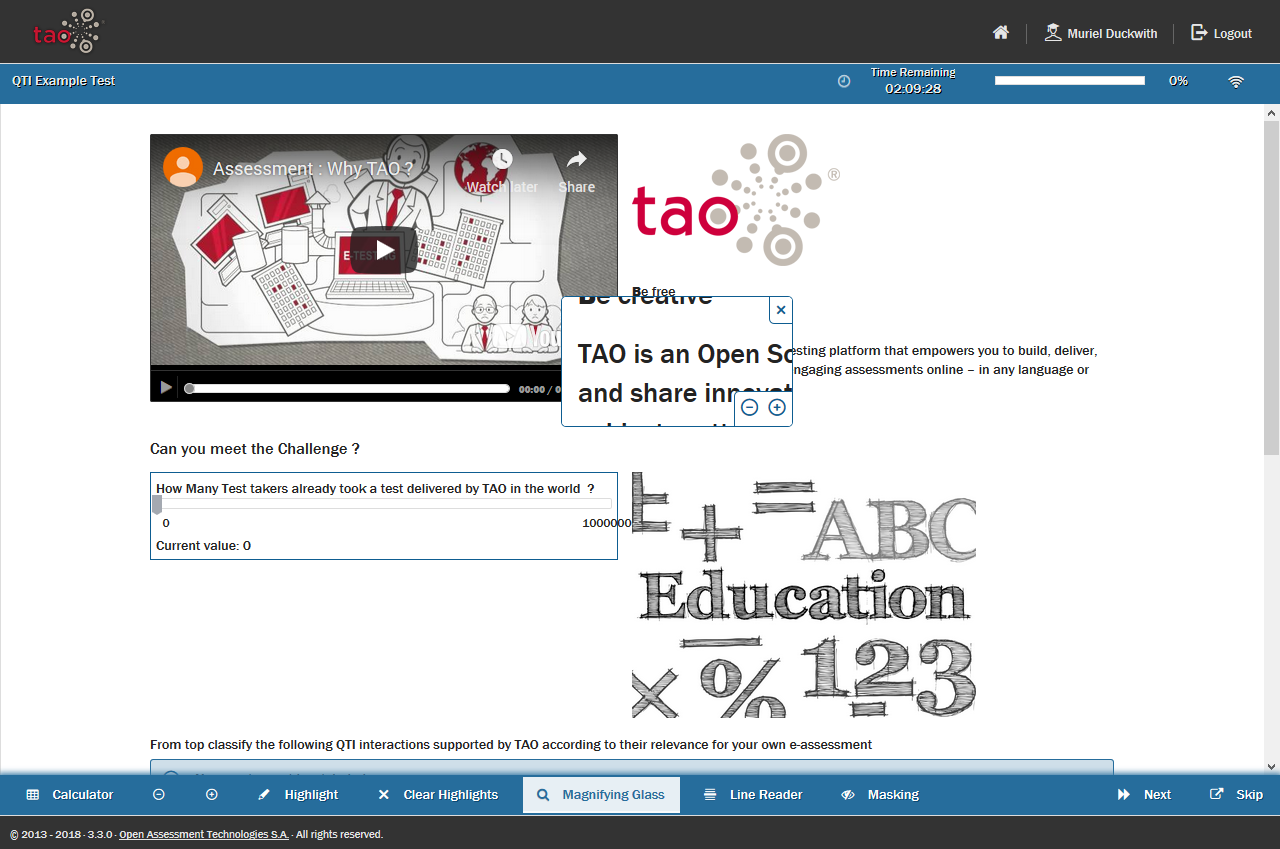 tao
Muriel Duckwith
Logout
QTI Example Test
Time Remaining
02:09:28
0%
Assessment : Why TAO ?
Watch later
Share
E-TESTING
00:00 / 0
tao®
Be free
Be creative
TAO is an Open So
esting platform that empowers you to build, deliver,
and share innovat
ngaging assessments online – in any language or
Can you meet the Challenge ?
How Many Test takers already took a test delivered by TAO in the world ?
0
1000000
Current value: 0
t + = ABC
Education
× % 123
From top classify the following QTI interactions supported by TAO according to their relevance for your own e-assessment
Calculator
Highlight
Clear Highlights
Magnifying Glass
Line Reader
Masking
Next
Skip
© 2013 - 2018 · 3.3.0 · Open Assessment Technologies S.A. · All rights reserved.